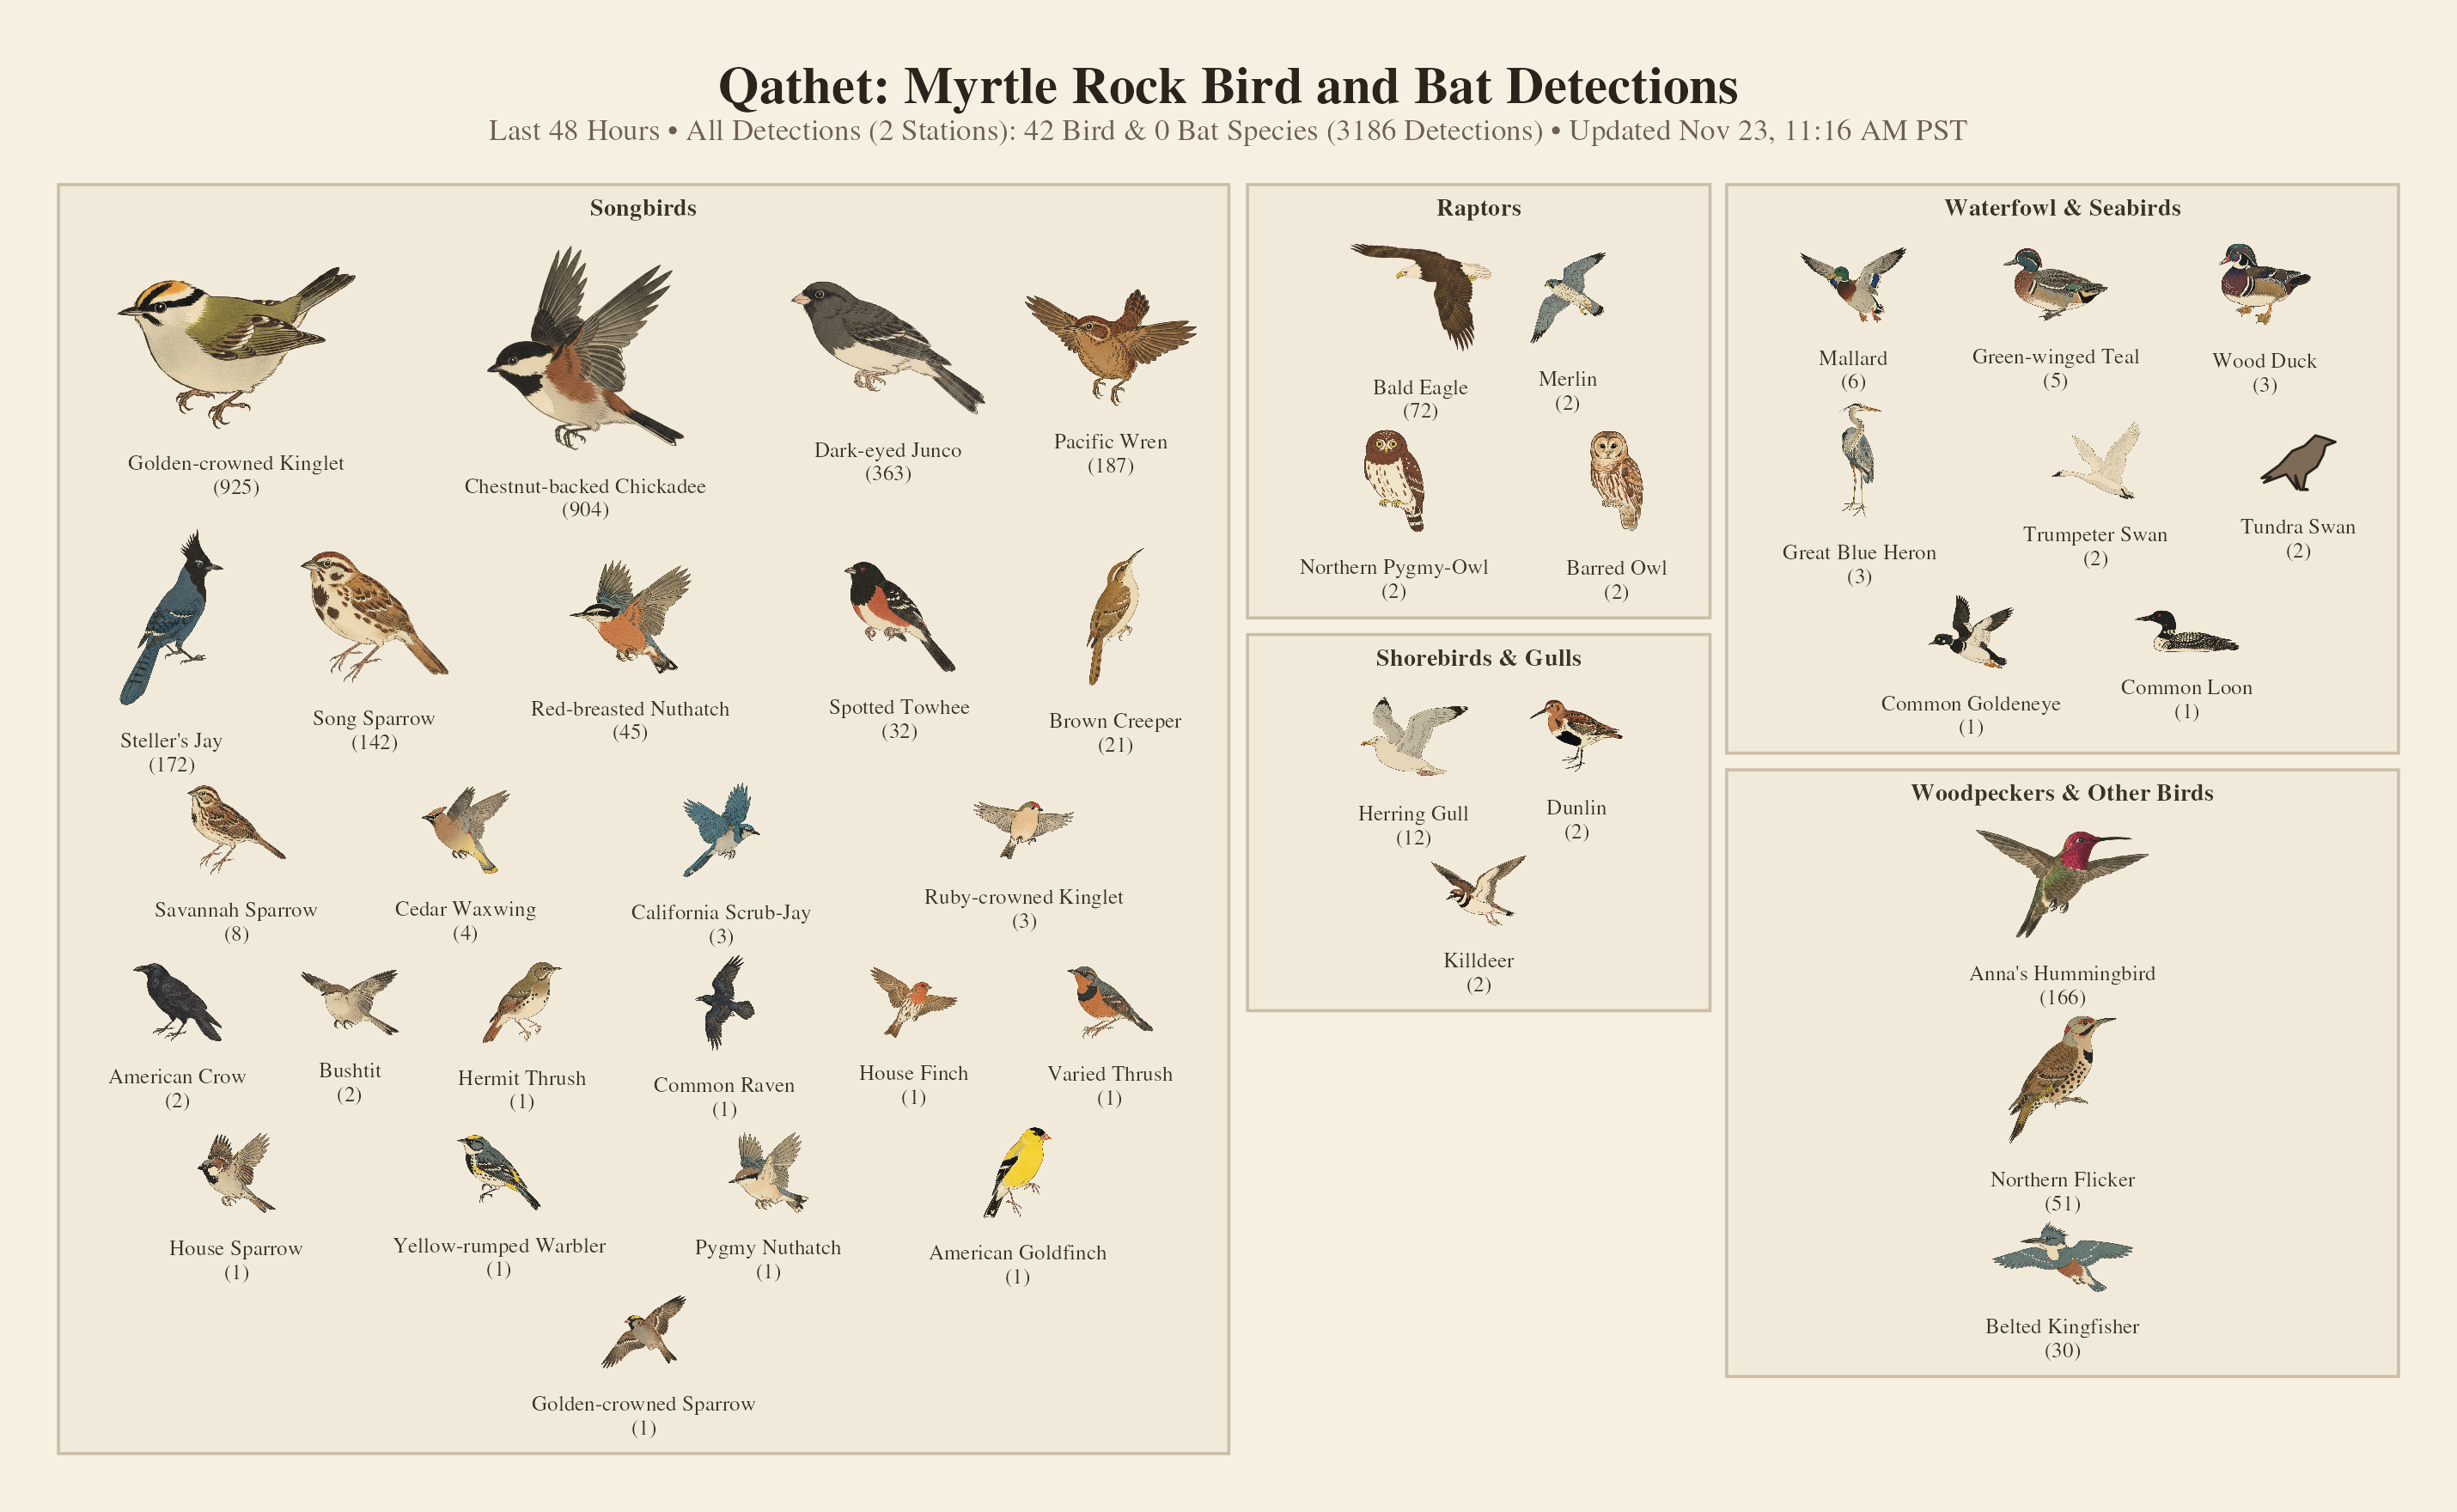 Qathet: Myrtle Rock Bird and Bat Detections
Last 48 Hours • All Detections (2 Stations): 42 Bird & 0 Bat Species (3186 Detections) • Updated Nov 23, 11:16 AM PST
Songbirds
Golden-crowned Kinglet
(925)
Chestnut-backed Chickadee
(904)
Dark-eyed Junco
(363)
Pacific Wren
(187)
Steller's Jay
(172)
Song Sparrow
(142)
Red-breasted Nuthatch
(45)
Spotted Towhee
(32)
Brown Creeper
(21)
Savannah Sparrow
(8)
Cedar Waxwing
(4)
California Scrub-Jay
(3)
Ruby-crowned Kinglet
(3)
American Crow
(2)
Bushtit
(2)
Hermit Thrush
(1)
Common Raven
(1)
House Finch
(1)
Varied Thrush
(1)
House Sparrow
(1)
Yellow-rumped Warbler
(1)
Pygmy Nuthatch
(1)
American Goldfinch
(1)
Golden-crowned Sparrow
(1)
Raptors
Bald Eagle
(72)
Merlin
(2)
Northern Pygmy-Owl
(2)
Barred Owl
(2)
Shorebirds & Gulls
Herring Gull
(12)
Dunlin
(2)
Killdeer
(2)
Waterfowl & Seabirds
Mallard
(6)
Green-winged Teal
(5)
Wood Duck
(3)
Great Blue Heron
(3)
Trumpeter Swan
(2)
Tundra Swan
(2)
Common Goldeneye
(1)
Common Loon
(1)
Woodpeckers & Other Birds
Anna's Hummingbird
(166)
Northern Flicker
(51)
Belted Kingfisher
(30)